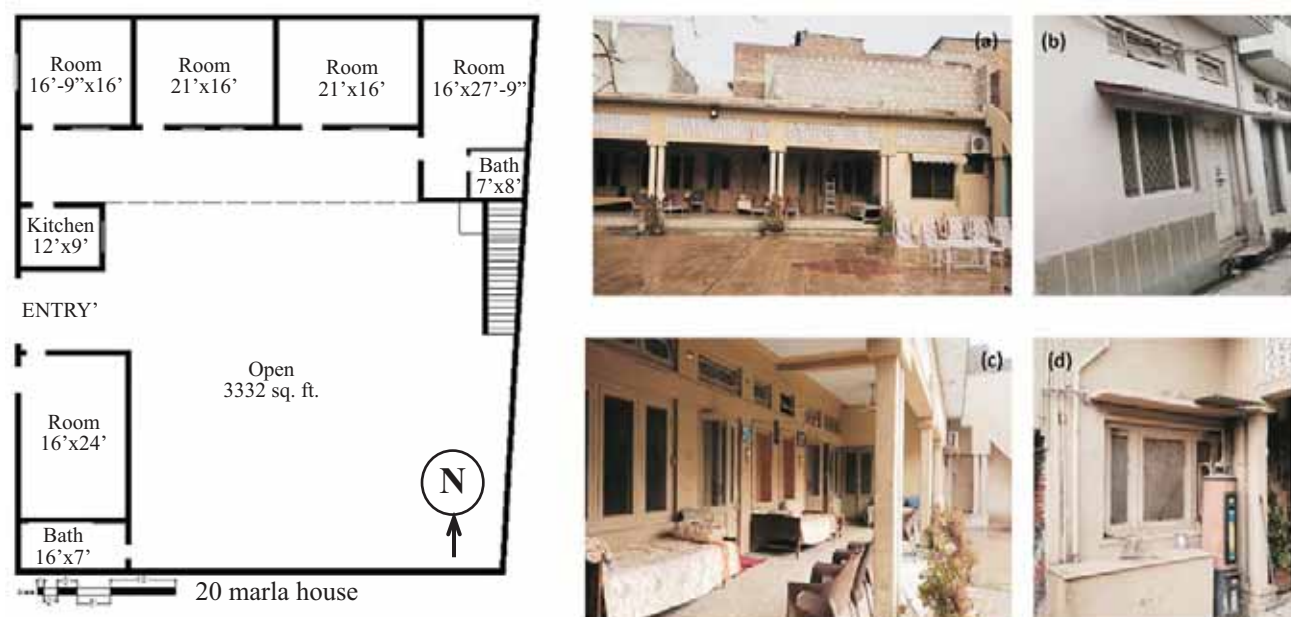 Room
16’-9”x16’
Room
21’x16’
Room
21’x16’
Room
16’x27’-9”
Bath
7’x8’
Kitchen
12’x9’
ENTRY’
Open
3332 sq. ft.
Room
16’x24’
N
Bath
16’x7’
20 marla house
(a)
(b)
(c)
(d)